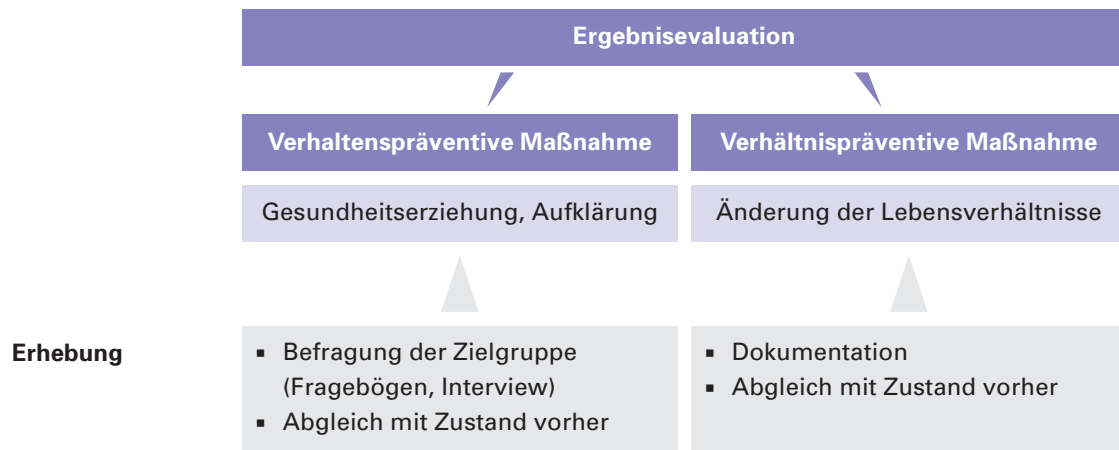 Ergebnisevaluation
Verhaltenspräventive Maßnahme
Verhältnispräventive Maßnahme
Gesundheitserziehung, Aufklärung
Änderung der Lebensverhältnisse
Erhebung
▪ Befragung der Zielgruppe
(Fragebögen, Interview)
▪ Abgleich mit Zustand vorher
▪ Dokumentation
▪ Abgleich mit Zustand vorher